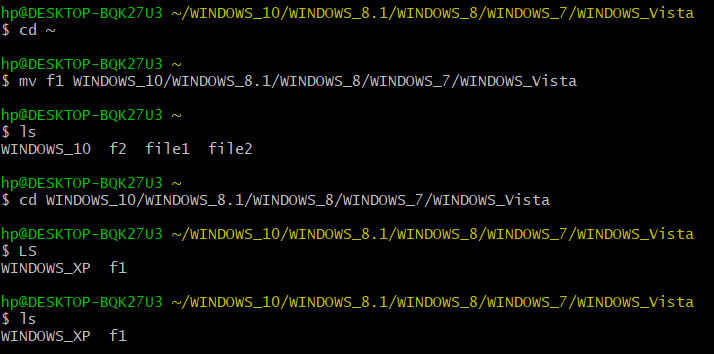 hp@DESKTOP-BQK27U3 ~/WINDOWS_10/WINDOWS_8.1/WINDOWS_8/WINDOWS_7/WINDOWS_Vista
$ cd ~
hp@DESKTOP-BQK27U3 ~
$ mv f1 WINDOWS_10/WINDOWS_8.1/WINDOWS_8/WINDOWS_7/WINDOWS_Vista
hp@DESKTOP-BQK27U3 ~
$ ls
WINDOWS_10  f2  file1  file2
hp@DESKTOP-BQK27U3 ~
$ cd WINDOWS_10/WINDOWS_8.1/WINDOWS_8/WINDOWS_7/WINDOWS_Vista
hp@DESKTOP-BQK27U3 ~/WINDOWS_10/WINDOWS_8.1/WINDOWS_8/WINDOWS_7/WINDOWS_Vista
$ LS
WINDOWS_XP  f1
hp@DESKTOP-BQK27U3 ~/WINDOWS_10/WINDOWS_8.1/WINDOWS_8/WINDOWS_7/WINDOWS_Vista
$ ls
WINDOWS_XP  f1